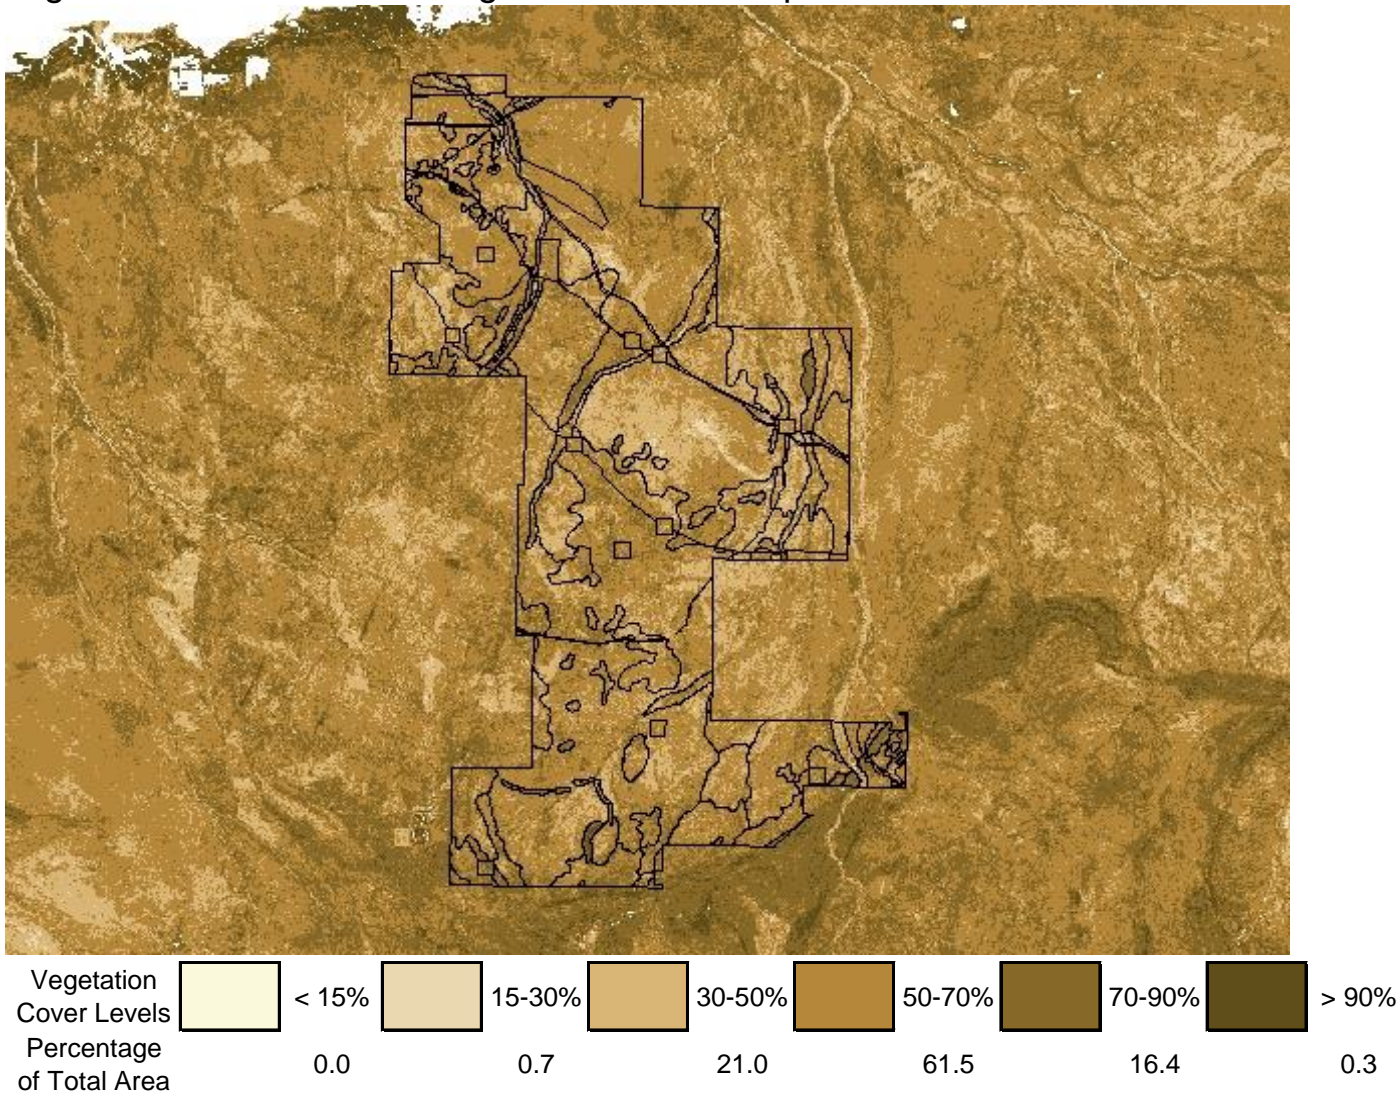 Vegetation
Cover Levels
< 15% 15-30% 30-50% 50-70% 70-90% > 90%
Percentage
of Total Area
0.0 0.7 21.0 61.5 16.4 0.3